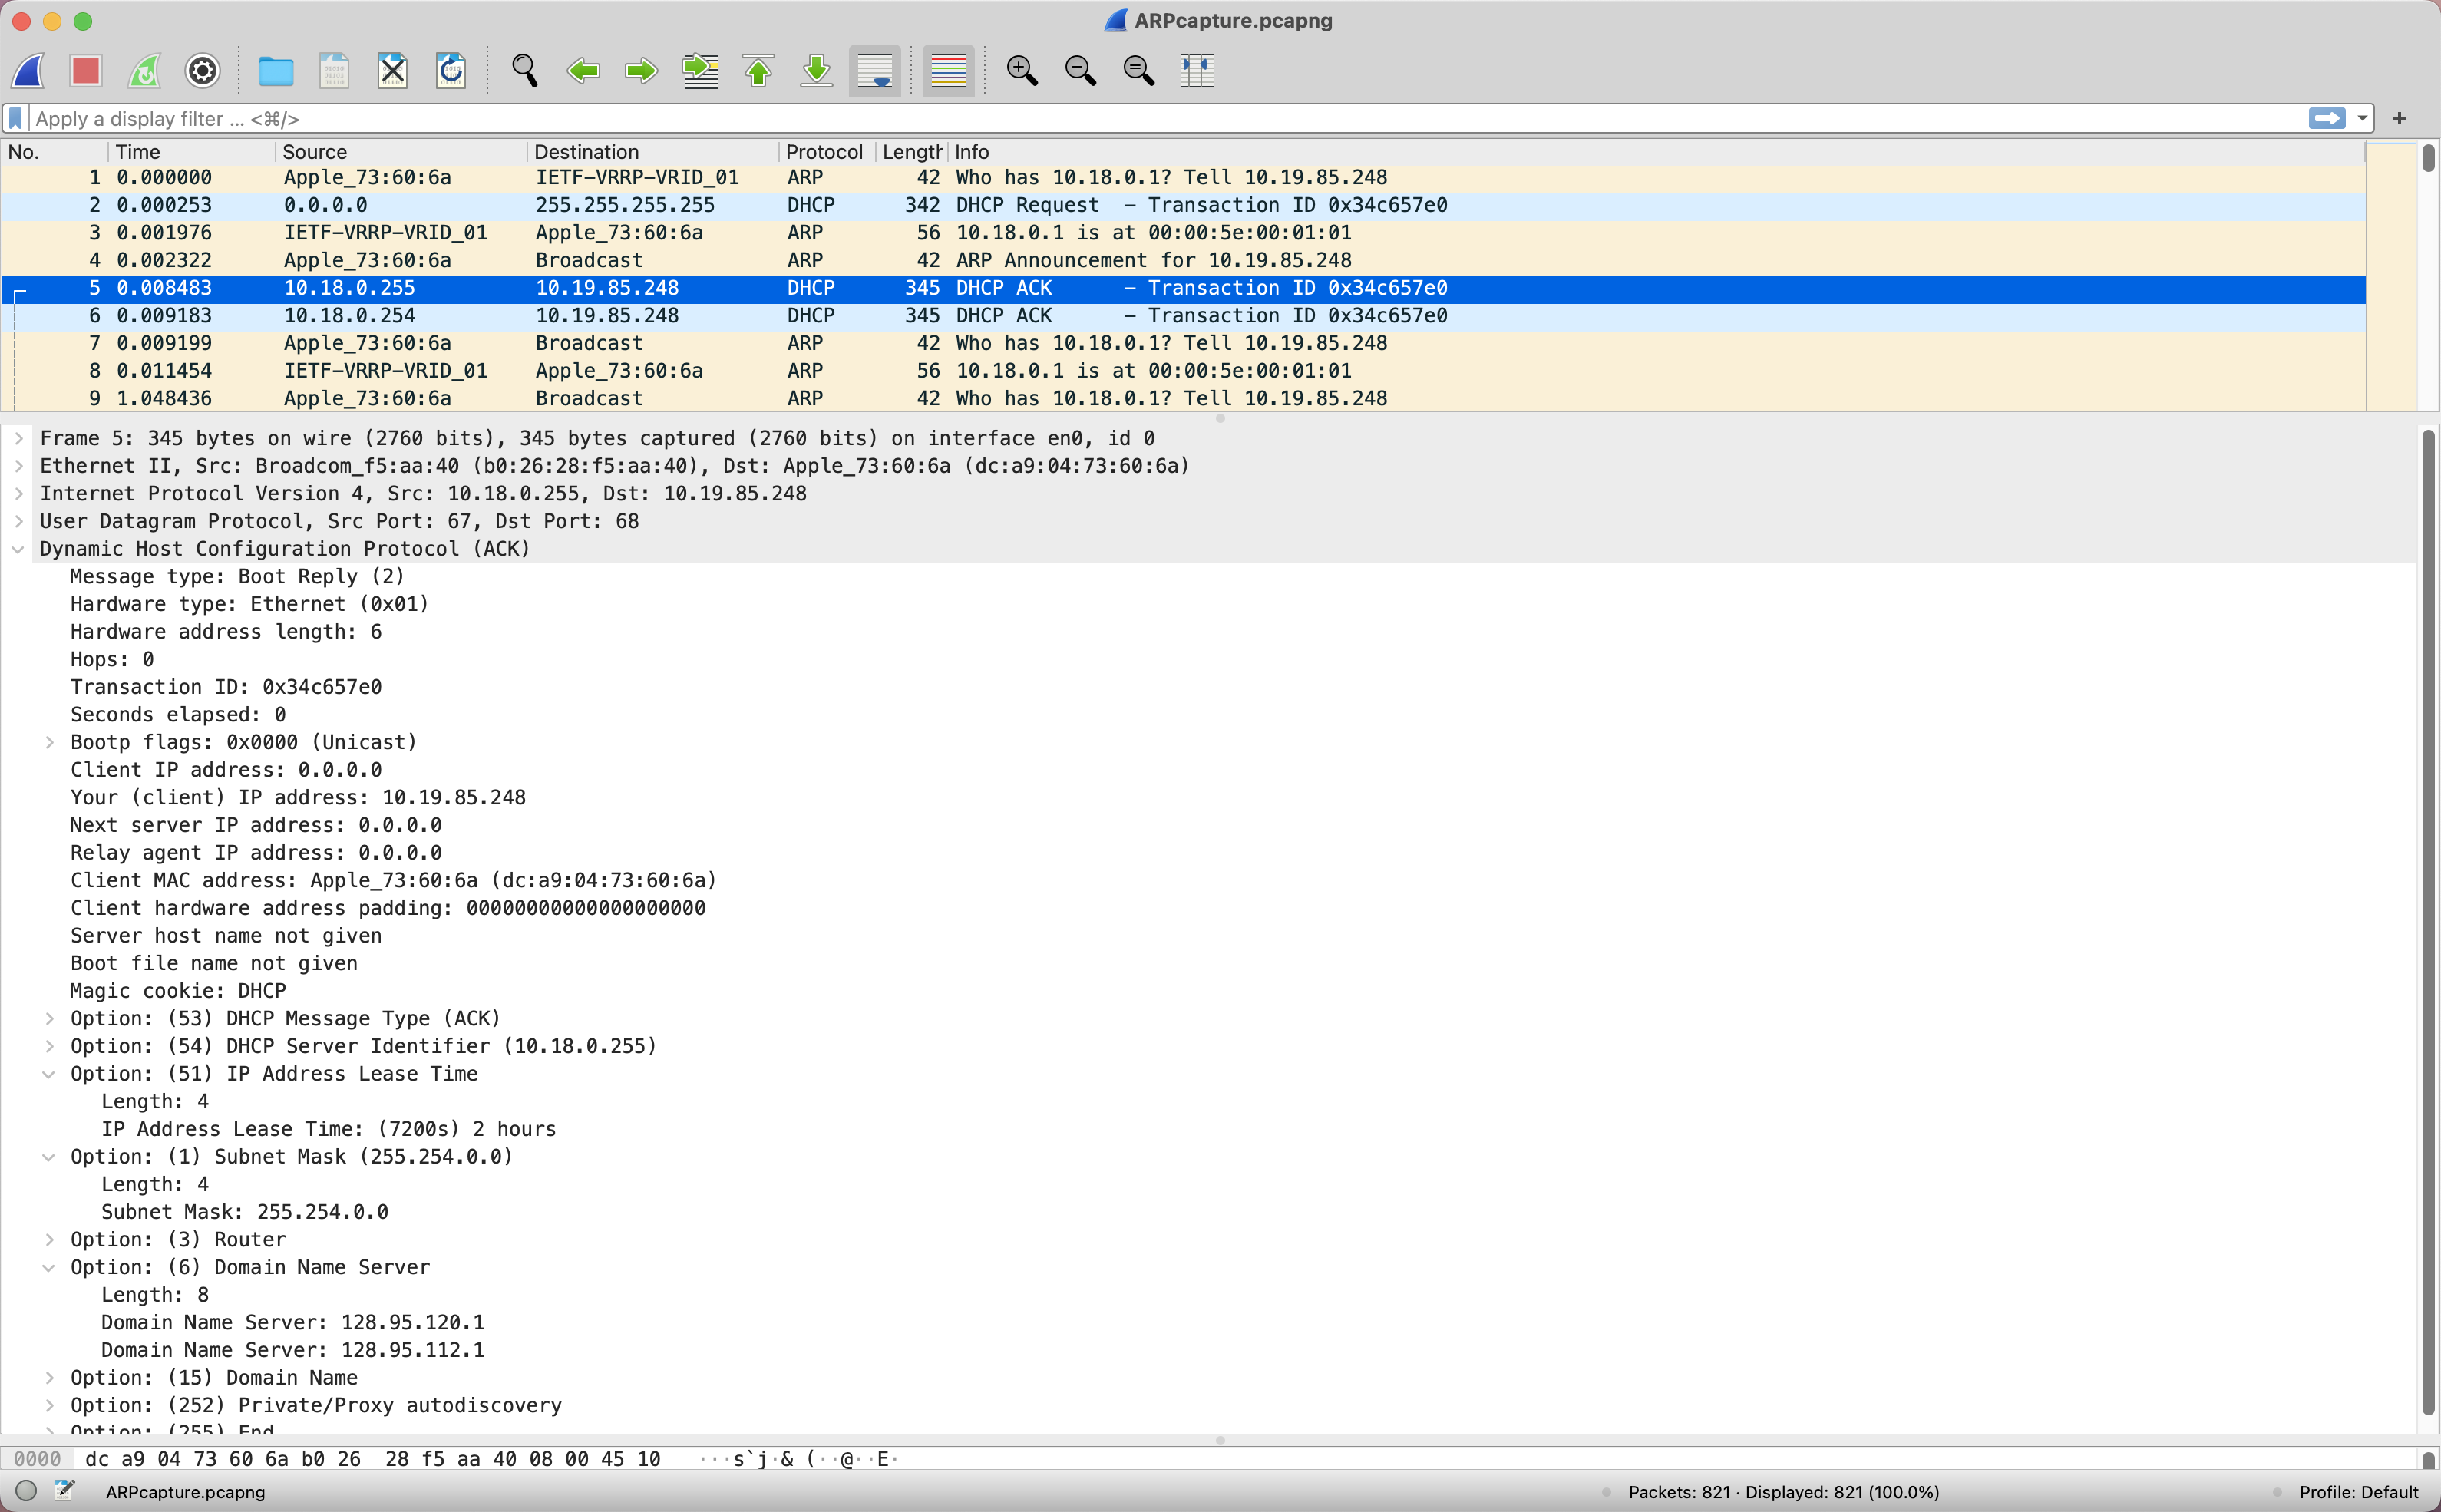 ARPcapture.pcapng
Apply a display filter ... <⌘/>
No. Time Source Destination Protocol Length Info
1 0.000000 Apple_73:60:6a IETF-VRRP-VRID_01 ARP 42 Who has 10.18.0.1? Tell 10.19.85.248
2 0.000253 0.0.0.0 255.255.255.255 DHCP 342 DHCP Request – Transaction ID 0x34c657e0
3 0.001976 IETF-VRRP-VRID_01 Apple_73:60:6a ARP 56 10.18.0.1 is at 00:00:5e:00:01:01
4 0.002322 Apple_73:60:6a Broadcast ARP 42 ARP Announcement for 10.19.85.248
5 0.008483 10.18.0.255 10.19.85.248 DHCP 345 DHCP ACK – Transaction ID 0x34c657e0
6 0.009183 10.18.0.254 10.19.85.248 DHCP 345 DHCP ACK – Transaction ID 0x34c657e0
7 0.009199 Apple_73:60:6a Broadcast ARP 42 Who has 10.18.0.1? Tell 10.19.85.248
8 0.011454 IETF-VRRP-VRID_01 Apple_73:60:6a ARP 56 10.18.0.1 is at 00:00:5e:00:01:01
9 1.048436 Apple_73:60:6a Broadcast ARP 42 Who has 10.18.0.1? Tell 10.19.85.248
Frame 5: 345 bytes on wire (2760 bits), 345 bytes captured (2760 bits) on interface en0, id 0
Ethernet II, Src: Broadcom_f5:aa:40 (b0:26:28:f5:aa:40), Dst: Apple_73:60:6a (dc:a9:04:73:60:6a)
Internet Protocol Version 4, Src: 10.18.0.255, Dst: 10.19.85.248
User Datagram Protocol, Src Port: 67, Dst Port: 68
Dynamic Host Configuration Protocol (ACK)
Message type: Boot Reply (2)
Hardware type: Ethernet (0x01)
Hardware address length: 6
Hops: 0
Transaction ID: 0x34c657e0
Seconds elapsed: 0
Bootp flags: 0x0000 (Unicast)
Client IP address: 0.0.0.0
Your (client) IP address: 10.19.85.248
Next server IP address: 0.0.0.0
Relay agent IP address: 0.0.0.0
Client MAC address: Apple_73:60:6a (dc:a9:04:73:60:6a)
Client hardware address padding: 00000000000000000000
Server host name not given
Boot file name not given
Magic cookie: DHCP
Option: (53) DHCP Message Type (ACK)
Option: (54) DHCP Server Identifier (10.18.0.255)
Option: (51) IP Address Lease Time
Length: 4
IP Address Lease Time: (7200s) 2 hours
Option: (1) Subnet Mask (255.254.0.0)
Length: 4
Subnet Mask: 255.254.0.0
Option: (3) Router
Option: (6) Domain Name Server
Length: 8
Domain Name Server: 128.95.120.1
Domain Name Server: 128.95.112.1
Option: (15) Domain Name
Option: (252) Private/Proxy autodiscovery
Option: (255) End
0000 dc a9 04 73 60 6a b0 26 28 f5 aa 40 08 00 45 10 ···s`j·& (··@··E·
ARPcapture.pcapng Packets: 821 · Displayed: 821 (100.0%) Profile: Default